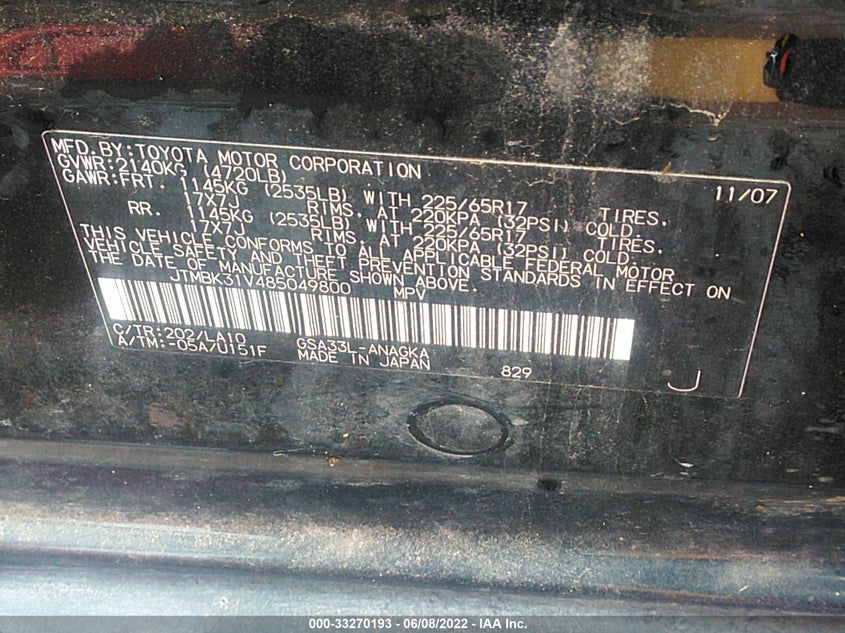 MFD.BY:TOYOTA MOTOR CORPORATION 11/07
GVWR:2140KG (4720LB)
GAWR:FRT. 1145KG (2535LB) WITH 225/65R17 TIRES,
17X7J RIMS, AT 220KPA (32PSI) COLD.
RR. 1145KG (2535LB) WITH 225/65R17 TIRES,
17X7J RIMS, AT 220KPA (32PSI) COLD.
THIS VEHICLE CONFORMS TO ALL APPLICABLE FEDERAL MOTOR
VEHICLE SAFETY AND THEFT PREVENTION STANDARDS IN EFFECT ON
THE DATE OF MANUFACTURE SHOWN ABOVE.
JTMBK31V485049800 MPV
C/TR:202/LA10 GSA33L-ANAGKA
A/TM:-05A/U151F MADE IN JAPAN 829 J
000-33270193 - 06/08/2022 - IAA Inc.